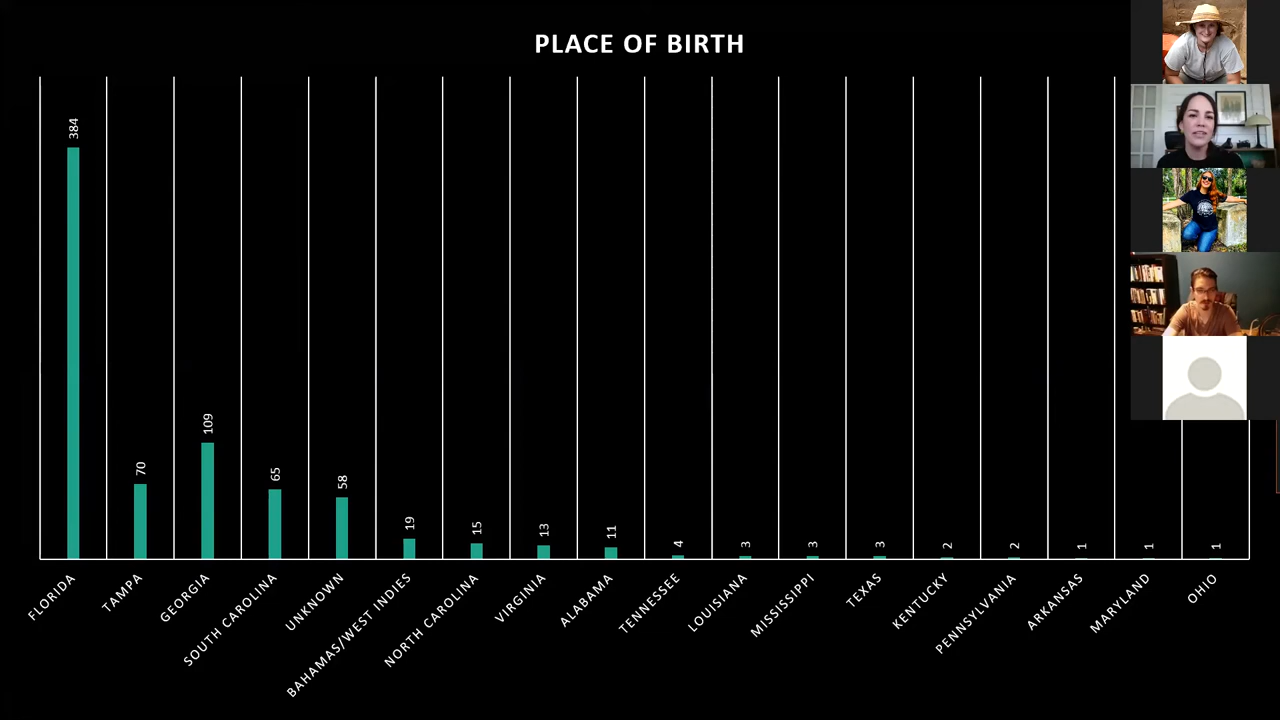 PLACE OF BIRTH
384
70
109
65
58
19
15
13
11
4
3
3
3
2
2
1
1
1
FLORIDA
TAMPA
GEORGIA
SOUTH CAROLINA
UNKNOWN
BAHAMAS/WEST INDIES
NORTH CAROLINA
VIRGINIA
ALABAMA
TENNESSEE
LOUISIANA
MISSISSIPPI
TEXAS
KENTUCKY
PENNSYLVANIA
ARKANSAS
MARYLAND
OHIO